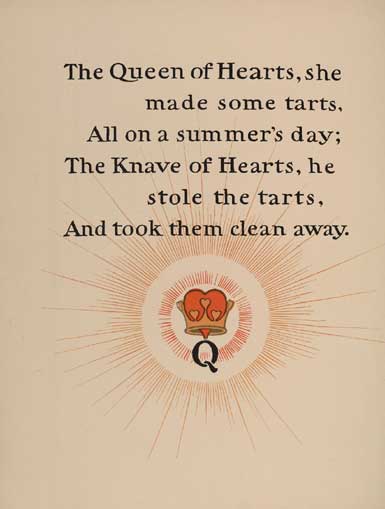 The Queen of Hearts, she
made some tarts,
All on a summer's day;
The Knave of Hearts, he
stole the tarts,
And took them clean away.
Q